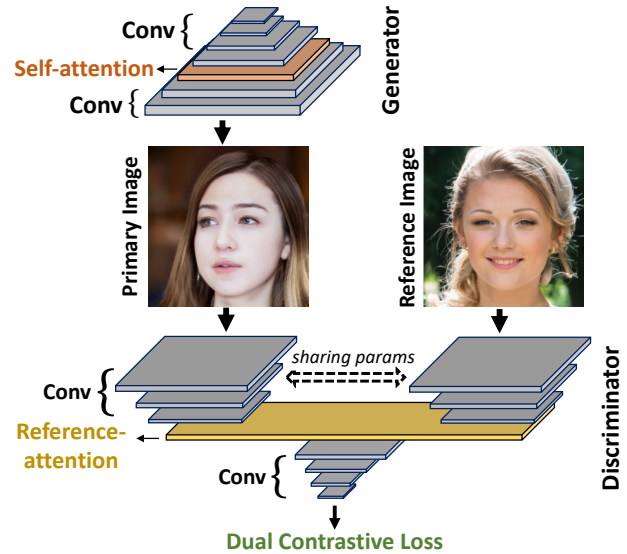 Conv
Self-attention
Conv
Generator
Primary Image
Reference Image
sharing params
Conv
Reference-
attention
Conv
Discriminator
Dual Contrastive Loss